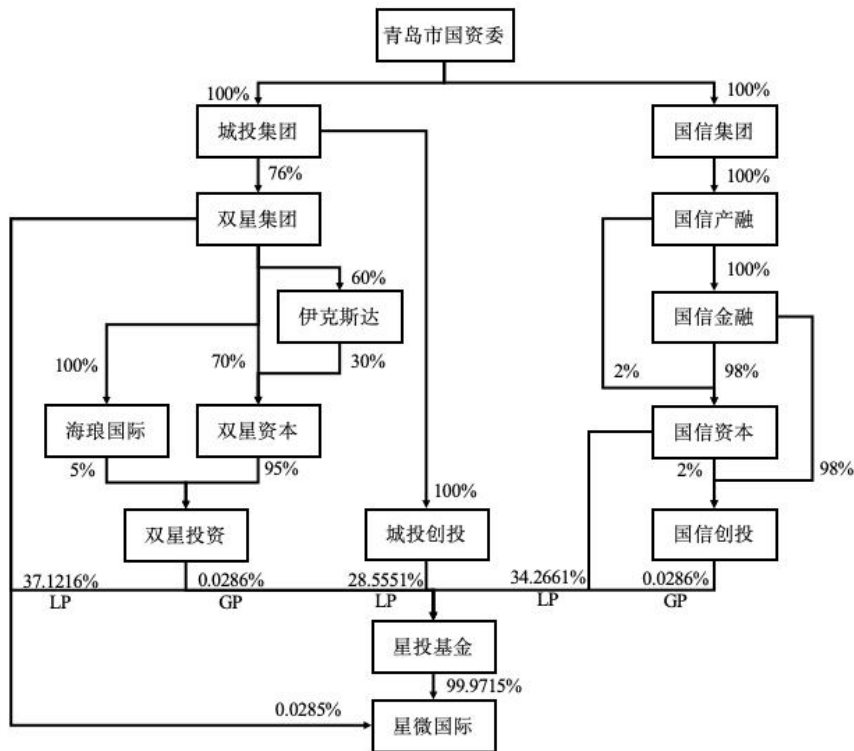 青岛市国资委
100%
100%
城投集团
国信集团
76%
100%
双星集团
国信产融
60%
100%
伊克斯达
国信金融
100%
70%
30%
2%
98%
海琅国际
双星资本
国信资本
5%
95%
100%
2%
98%
双星投资
城投创投
国信创投
37.1216%
0.0286%
28.5551%
34.2661%
0.0286%
LP
GP
LP
LP
GP
星投基金
99.9715%
0.0285%
星微国际